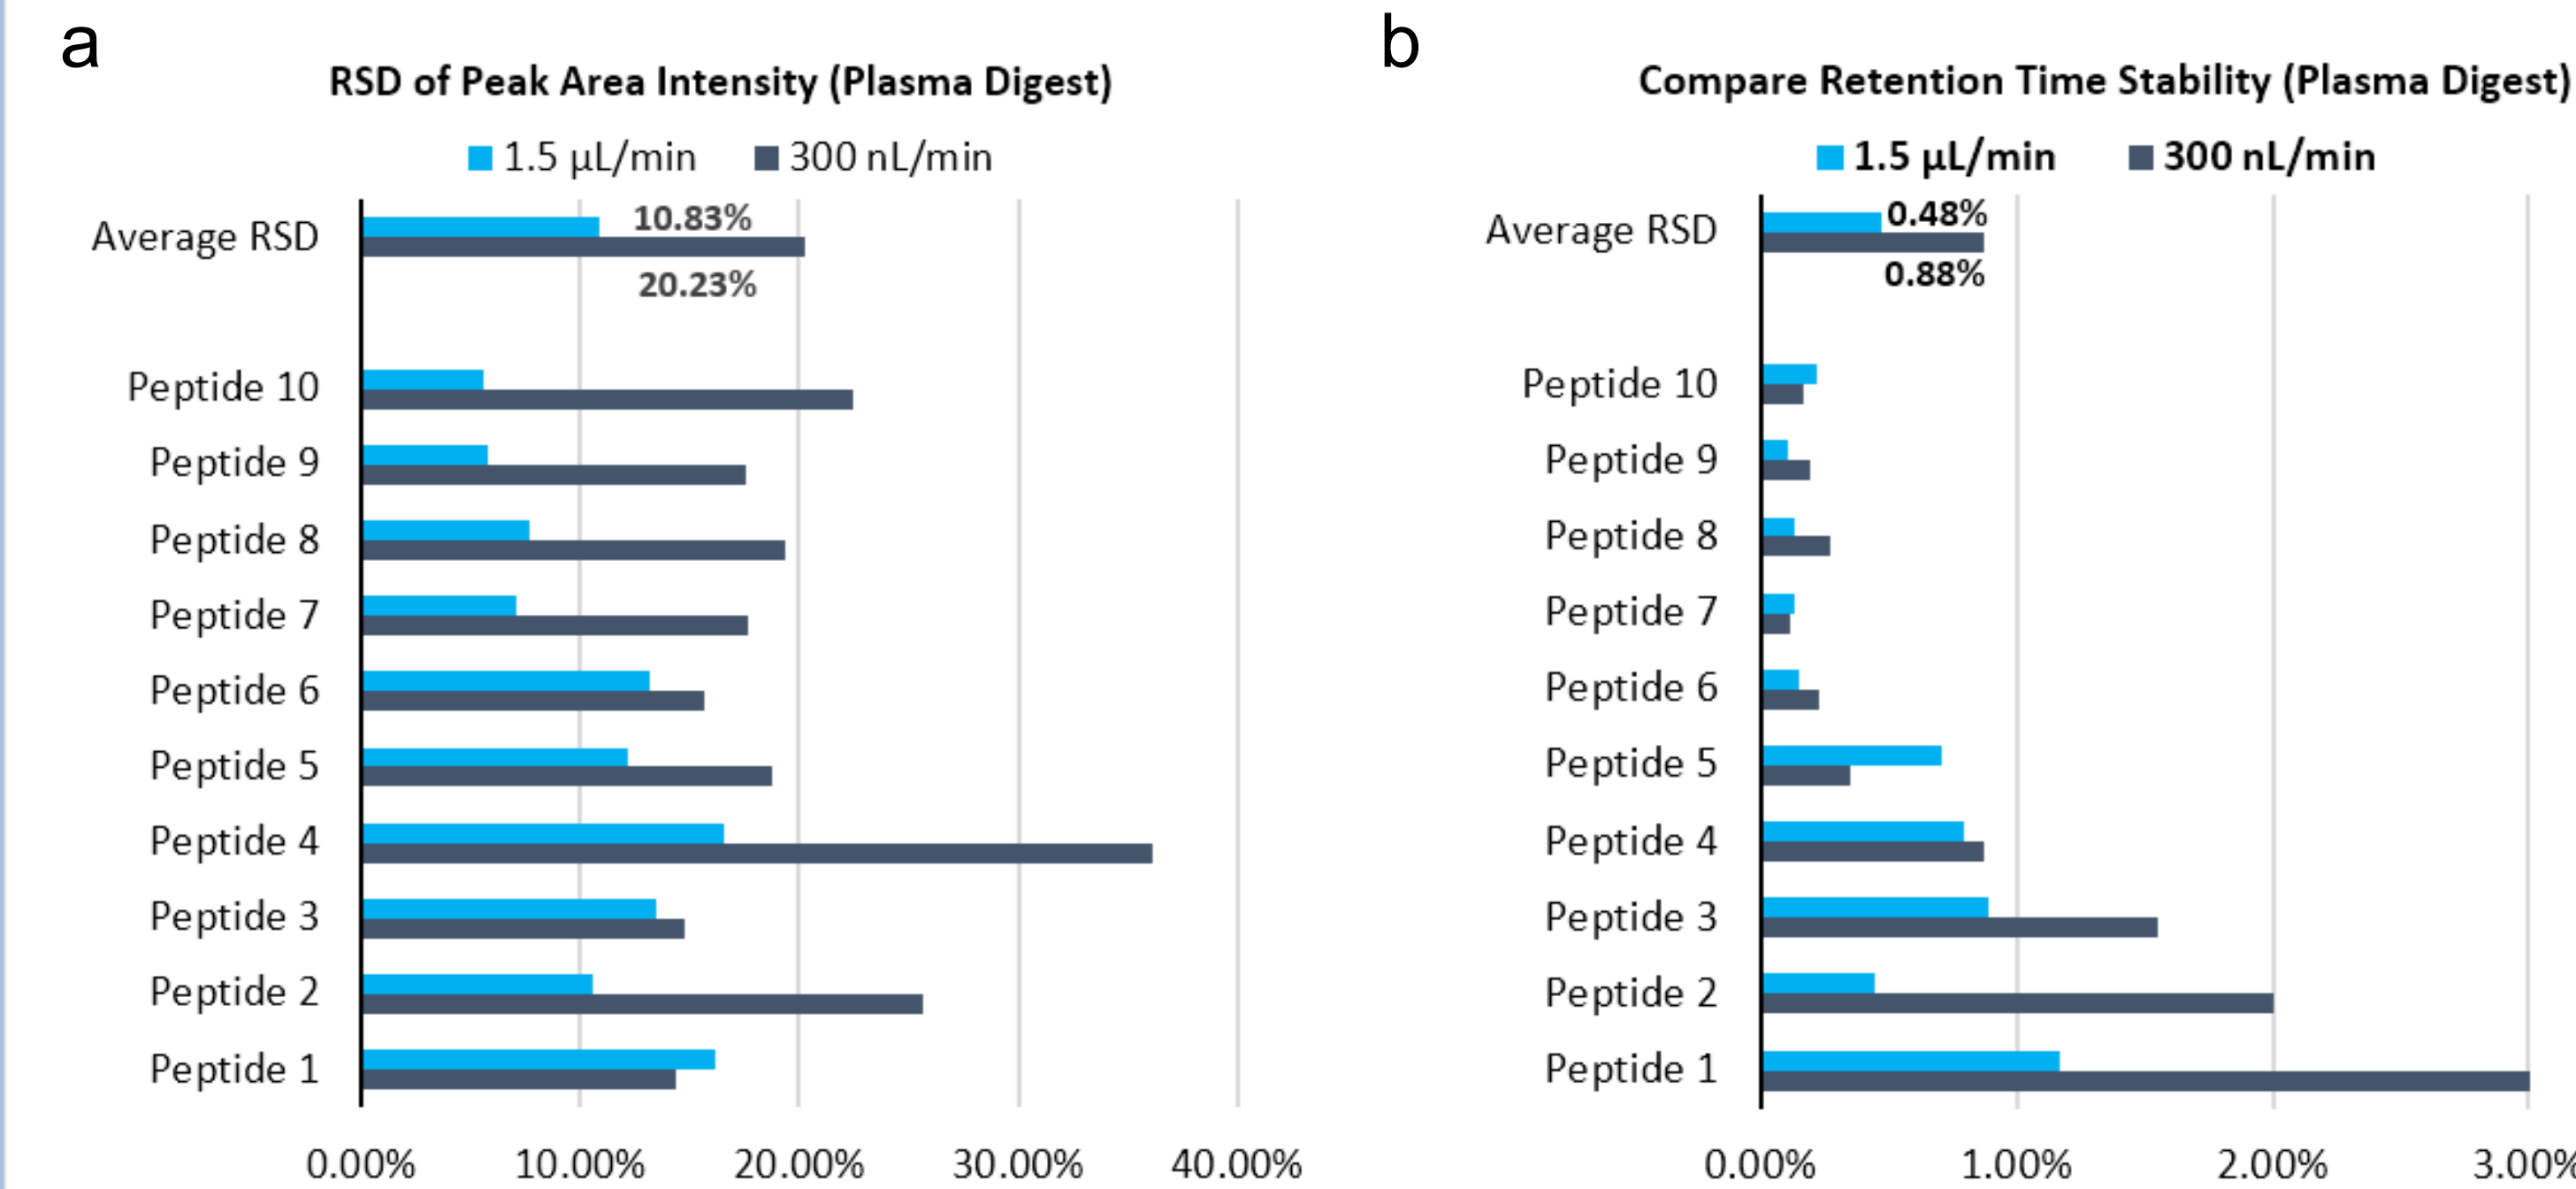 a
RSD of Peak Area Intensity (Plasma Digest)
1.5 µL/min 300 nL/min
Average RSD
10.83%
20.23%
Peptide 10
Peptide 9
Peptide 8
Peptide 7
Peptide 6
Peptide 5
Peptide 4
Peptide 3
Peptide 2
Peptide 1
0.00% 10.00% 20.00% 30.00% 40.00%
b
Compare Retention Time Stability (Plasma Digest)
1.5 µL/min 300 nL/min
Average RSD
0.48%
0.88%
Peptide 10
Peptide 9
Peptide 8
Peptide 7
Peptide 6
Peptide 5
Peptide 4
Peptide 3
Peptide 2
Peptide 1
0.00% 1.00% 2.00% 3.00%